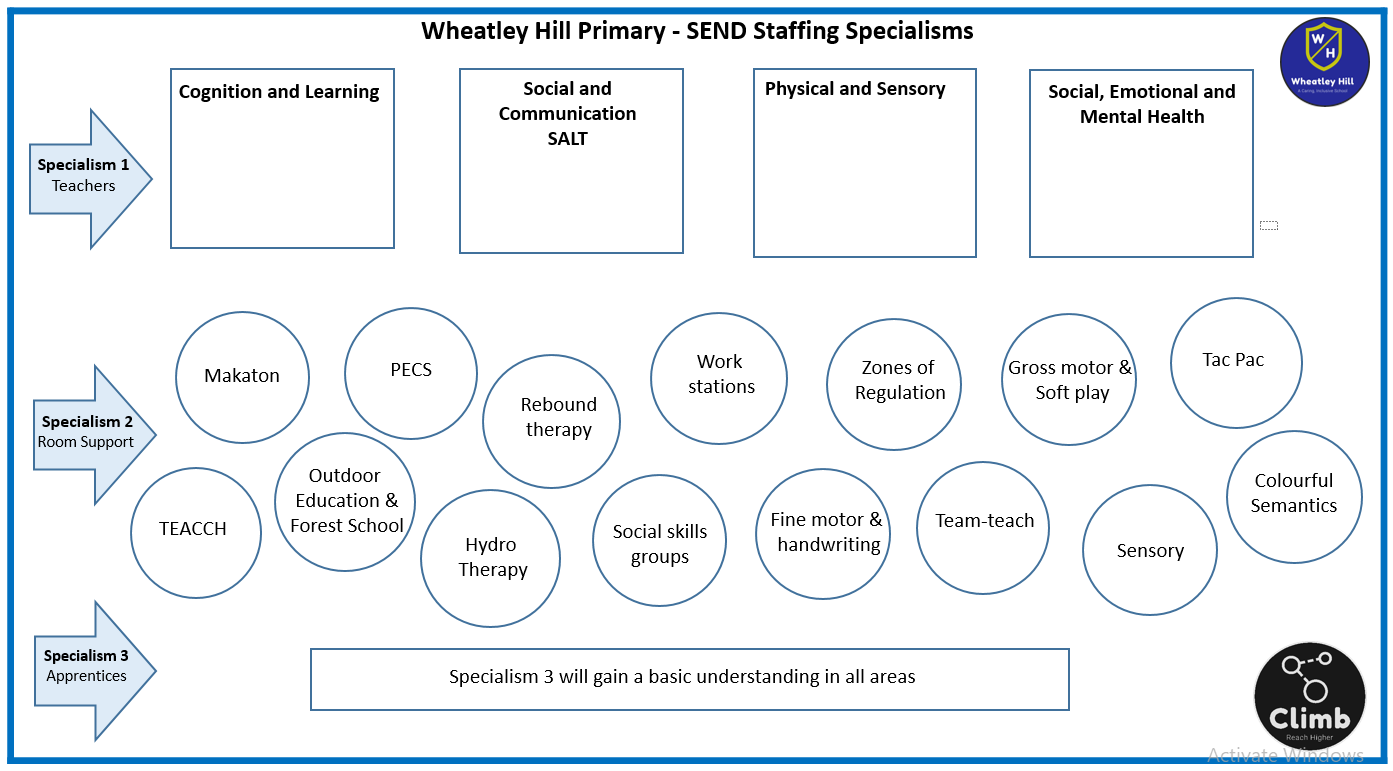 Wheatley Hill Primary - SEND Staffing Specialisms
W
H
Wheatley Hill
A Caring, Inclusive School
Specialism 1
Teachers
Cognition and Learning
Social and
Communication
SALT
Physical and Sensory
Social, Emotional and
Mental Health
Specialism 2
Room Support
Makaton
PECS
Rebound
therapy
Work
stations
Zones of
Regulation
Gross motor &
Soft play
Tac Pac
TEACCH
Outdoor
Education &
Forest School
Hydro
Therapy
Social skills
groups
Fine motor &
handwriting
Team-teach
Sensory
Colourful
Semantics
Specialism 3
Apprentices
Specialism 3 will gain a basic understanding in all areas
Climb
Reach Higher
Activate Windows